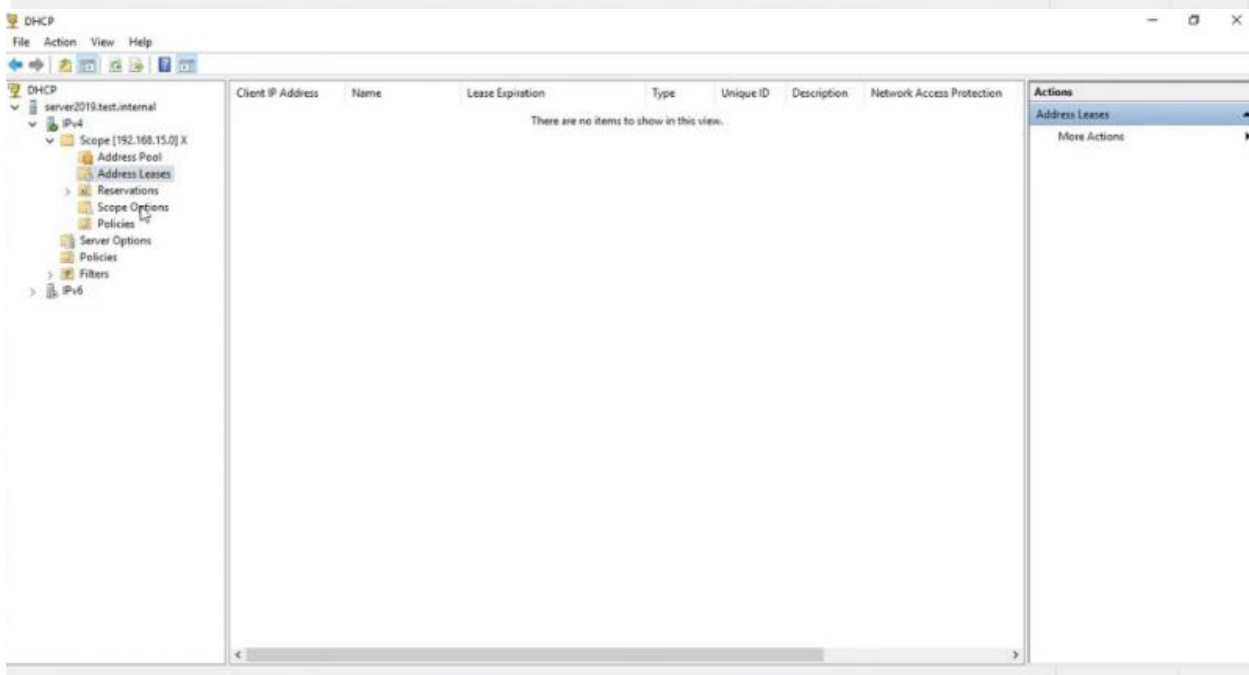 DHCP
File Action View Help
DHCP
server2019.test.internal
IPv4
Scope [192.168.15.0] X
Address Pool
Address Leases
Reservations
Scope Options
Policies
Server Options
Policies
Filters
IPv6
Client IP Address Name Lease Expiration Type Unique ID Description Network Access Protection
There are no items to show in this view.
Actions
Address Leases
More Actions